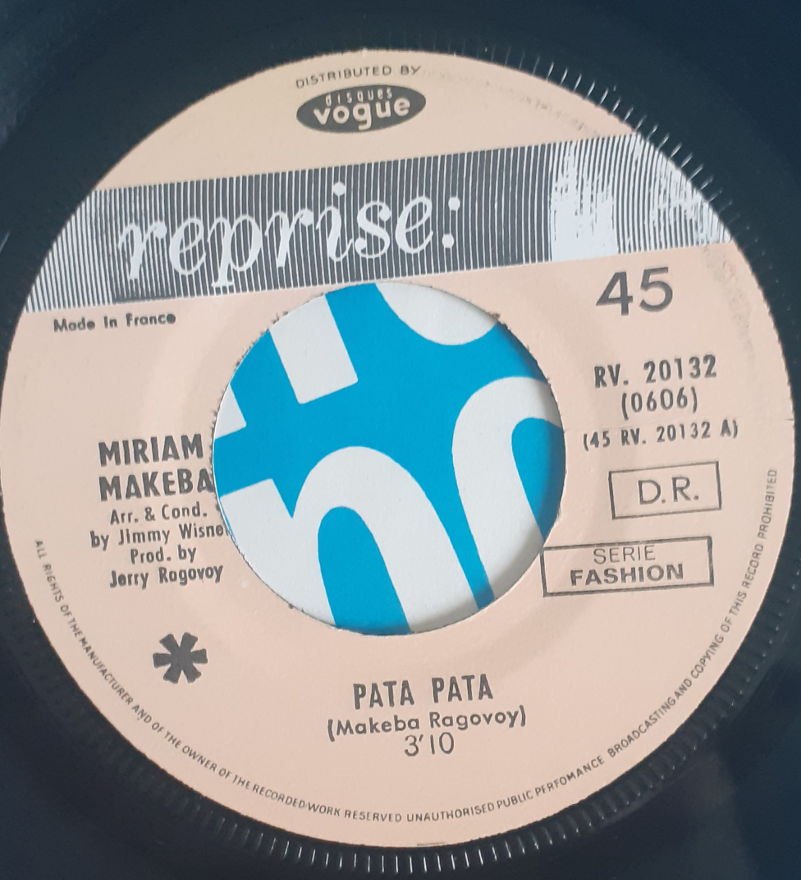 DISTRIBUTED BY
disques
vogue
reprise:
45
Made in France
RV. 20132
(0606)
(45 RV. 20132 A)
D.R.
SERIE
FASHION
MIRIAM
MAKEBA
Arr. & Cond.
by Jimmy Wisne
Prod. by
Jerry Ragovoy
PATA PATA
(Makeba Ragovoy)
3'10
ALL RIGHTS OF THE MANUFACTURER AND OF THE OWNER OF THE RECORDED WORK RESERVED UNAUTHORISED PUBLIC PERFOMANCE BROADCASTING AND COPYING OF THIS RECORD PROHIBITED